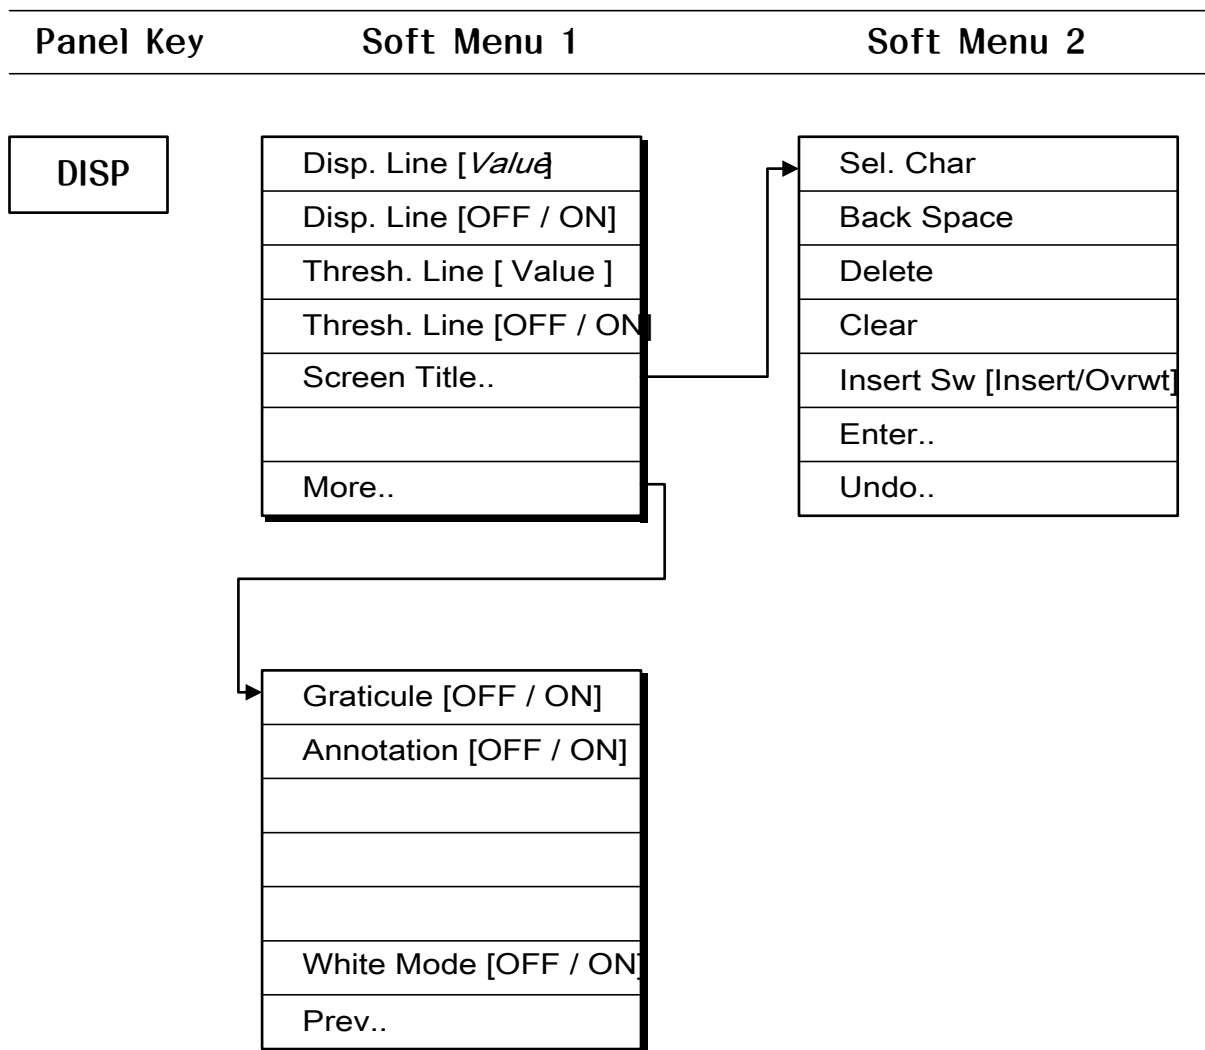 Panel Key Soft Menu 1 Soft Menu 2
DISP
Disp. Line [Value]
Disp. Line [OFF / ON]
Thresh. Line [ Value ]
Thresh. Line [OFF / ON]
Screen Title..
More..
Sel. Char
Back Space
Delete
Clear
Insert Sw [Insert/Ovrwt]
Enter..
Undo..
Graticule [OFF / ON]
Annotation [OFF / ON]
White Mode [OFF / ON]
Prev..